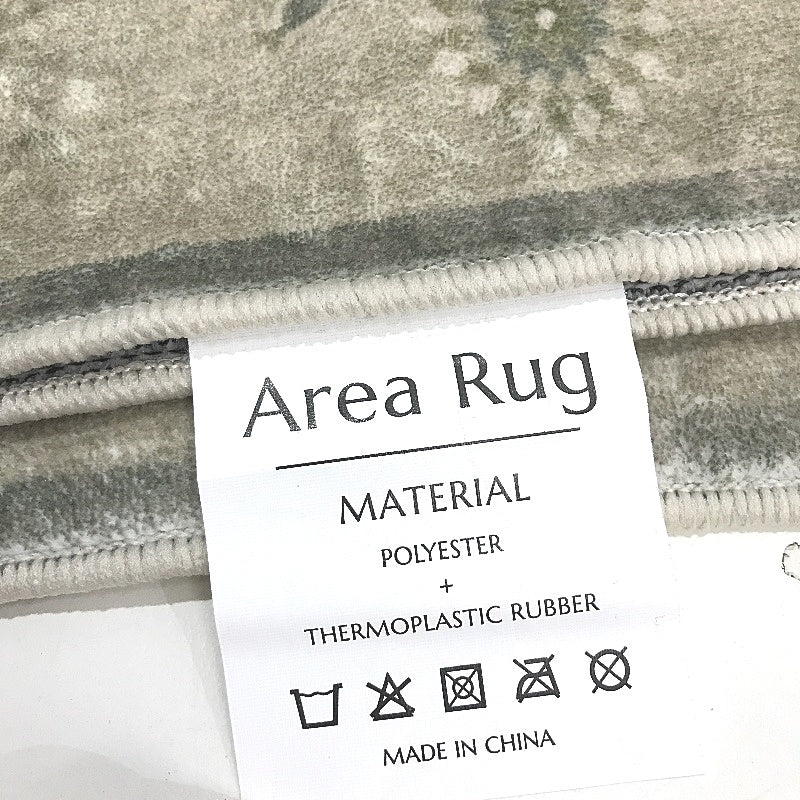 Area Rug
MATERIAL
POLYESTER
+
THERMOPLASTIC RUBBER
MADE IN CHINA